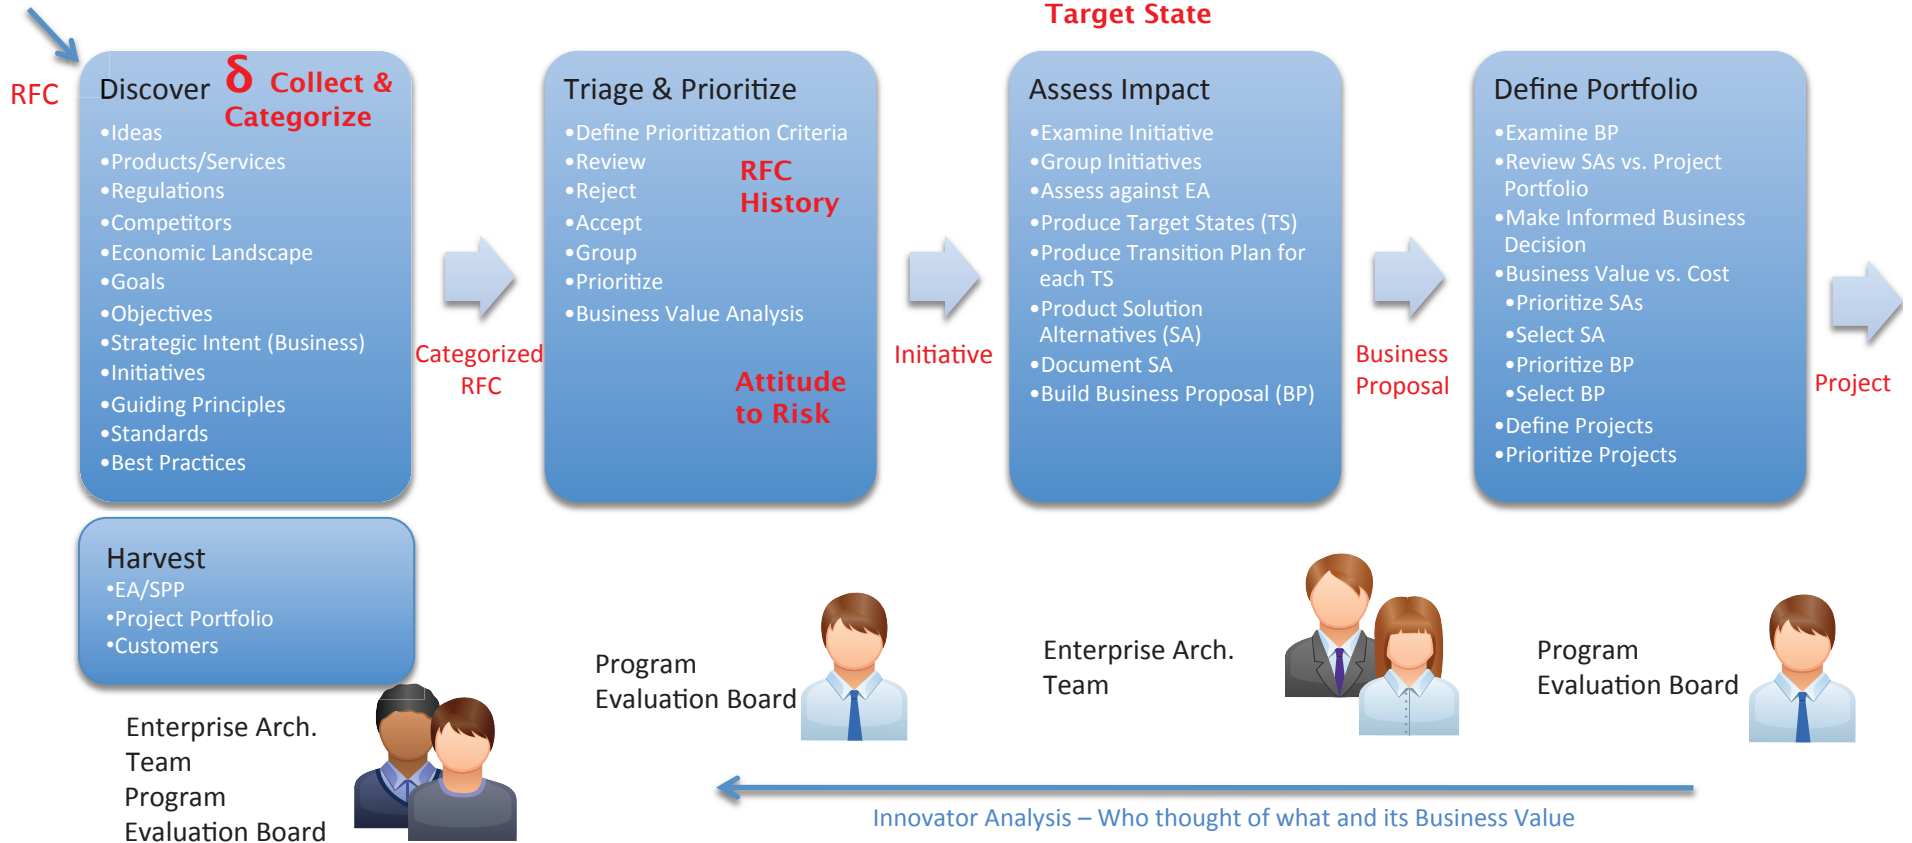 Target State
RFC
Discover
δ Collect &
Categorize
•Ideas
•Products/Services
•Regulations
•Competitors
•Economic Landscape
•Goals
•Objectives
•Strategic Intent (Business)
•Initiatives
•Guiding Principles
•Standards
•Best Practices
Categorized
RFC
Triage & Prioritize
•Define Prioritization Criteria
•Review
•Reject
•Accept
•Group
•Prioritize
•Business Value Analysis
RFC
History
Attitude
to Risk
Initiative
Assess Impact
•Examine Initiative
•Group Initiatives
•Assess against EA
•Produce Target States (TS)
•Produce Transition Plan for
each TS
•Product Solution
Alternatives (SA)
•Document SA
•Build Business Proposal (BP)
Business
Proposal
Define Portfolio
•Examine BP
•Review SAs vs. Project
Portfolio
•Make Informed Business
Decision
•Business Value vs. Cost
•Prioritize SAs
•Select SA
•Prioritize BP
•Select BP
•Define Projects
•Prioritize Projects
Project
Harvest
•EA/SPP
•Project Portfolio
•Customers
Enterprise Arch.
Team
Program
Evaluation Board
Program
Evaluation Board
Enterprise Arch.
Team
Program
Evaluation Board
Innovator Analysis – Who thought of what and its Business Value